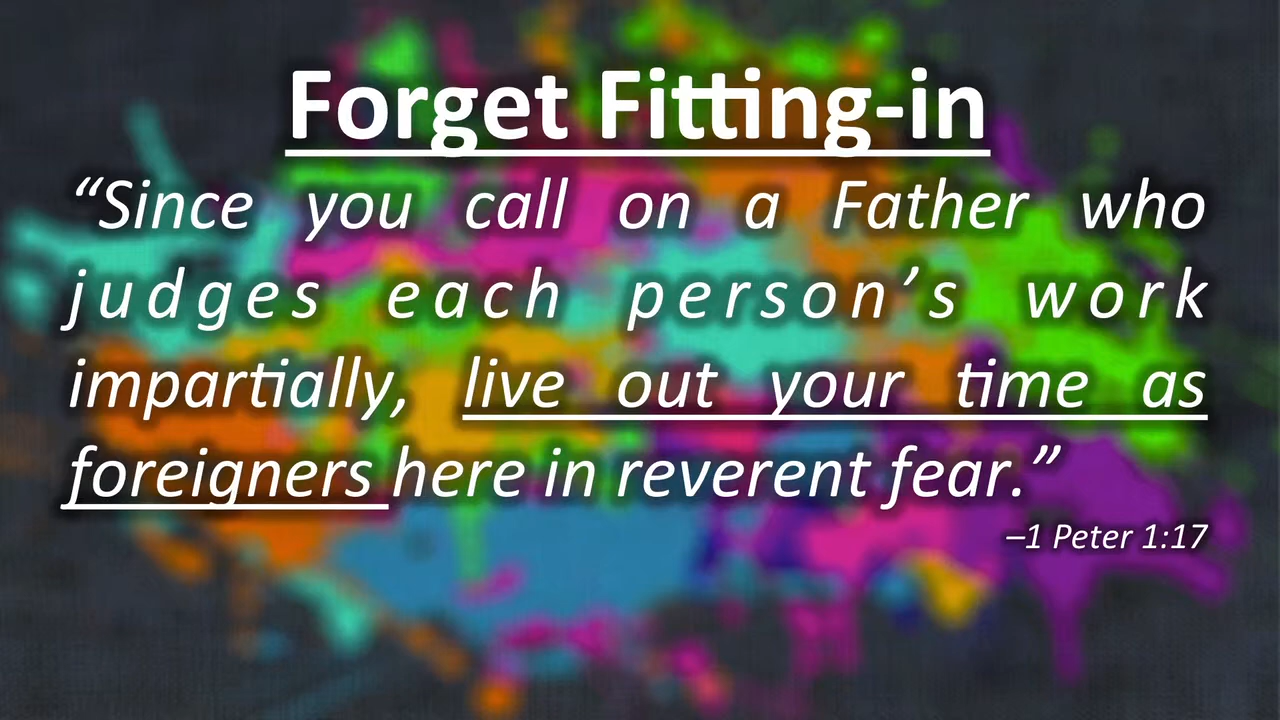 Forget Fitting-in
“Since you call on a Father who
judges each person’s work
impartially, live out your time as
foreigners here in reverent fear.”
–1 Peter 1:17